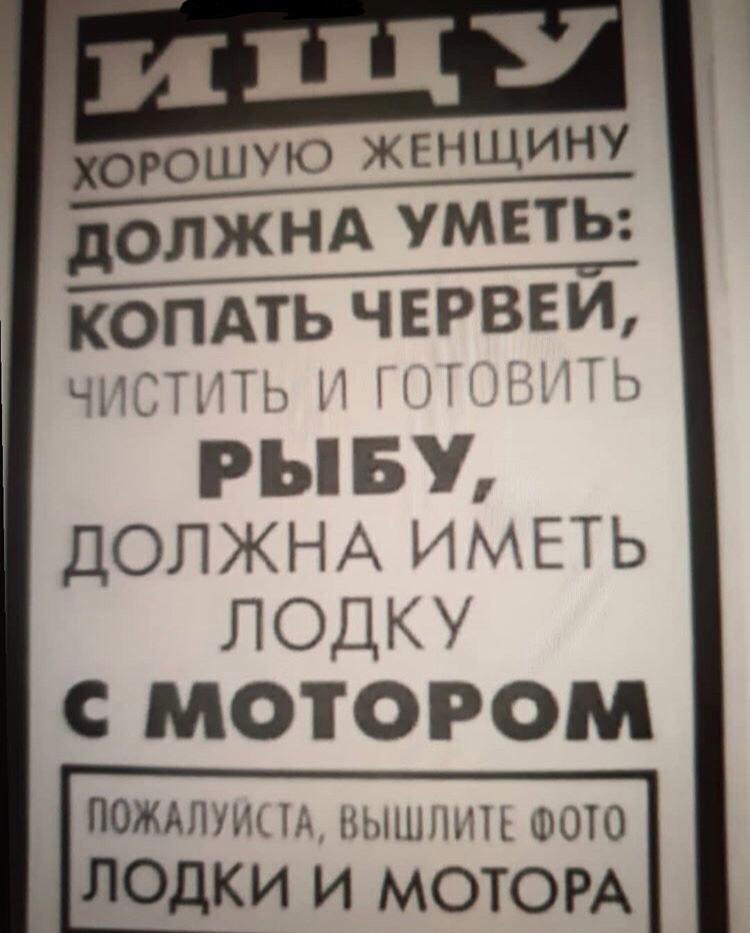 ИЩУ
ХОРОШУЮ ЖЕНЩИНУ
ДОЛЖНА УМЕТЬ:
КОПАТЬ ЧЕРВЕЙ,
ЧИСТИТЬ И ГОТОВИТЬ
РЫБУ,
ДОЛЖНА ИМЕТЬ
ЛОДКУ
С МОТОРОМ
ПОЖАЛУЙСТА, ВЫШЛИТЕ ФОТО
ЛОДКИ И МОТОРА